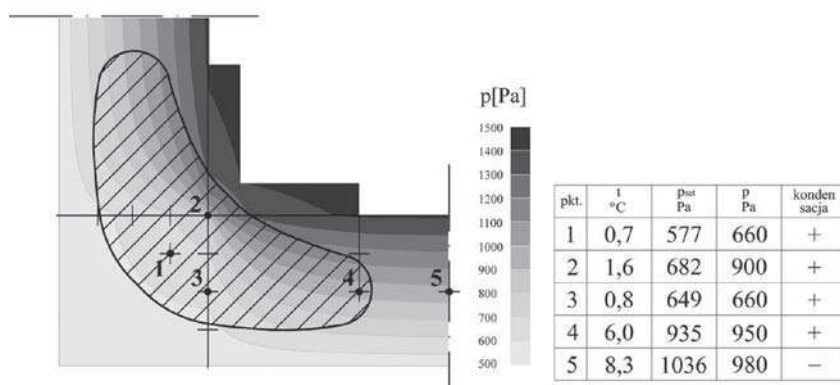 p[Pa]
1500
1400
1300
1200
1100
1000
900
800
700
600
500
1
2
3
4
5
pkt. t °C psat Pa p Pa konden sacja
1 0,7 577 660 +
2 1,6 682 900 +
3 0,8 649 660 +
4 6,0 935 950 +
5 8,3 1036 980 −